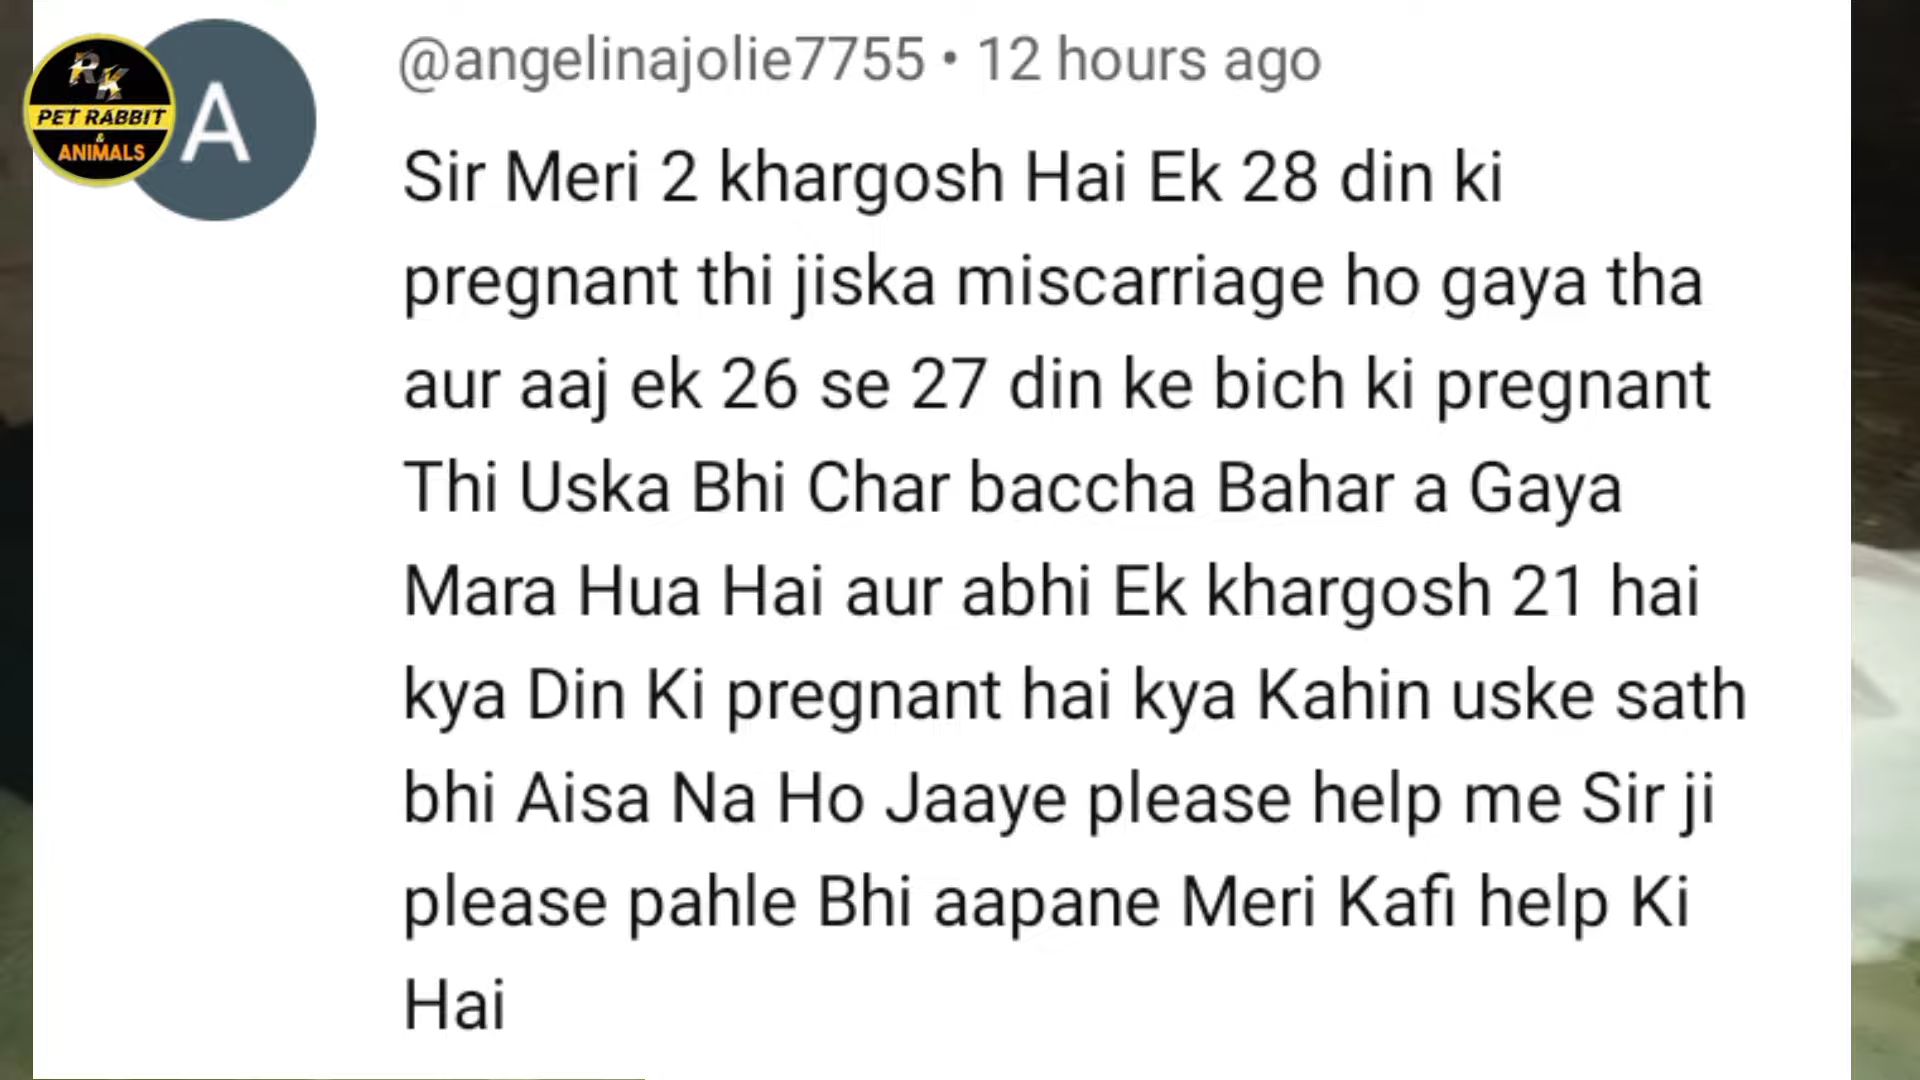 RK
PET RABBIT
&
ANIMALS
A
@angelinajolie7755 • 12 hours ago
Sir Meri 2 khargosh Hai Ek 28 din ki
pregnant thi jiska miscarriage ho gaya tha
aur aaj ek 26 se 27 din ke bich ki pregnant
Thi Uska Bhi Char baccha Bahar a Gaya
Mara Hua Hai aur abhi Ek khargosh 21 hai
kya Din Ki pregnant hai kya Kahin uske sath
bhi Aisa Na Ho Jaaye please help me Sir ji
please pahle Bhi aapane Meri Kafi help Ki
Hai